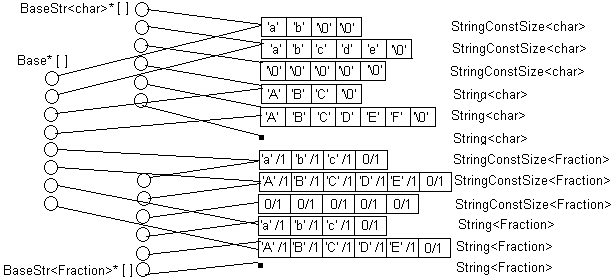 BaseStr<char>* [ ]
'a' 'b' '\0' '\0' StringConstSize<char>
'a' 'b' 'c' 'd' 'e' '\0' StringConstSize<char>
Base* [ ]
'\0' '\0' '\0' '\0' '\0' StringConstSize<char>
'A' 'B' 'C' '\0' String<char>
'A' 'B' 'C' 'D' 'E' 'F' '\0' String<char>
String<char>
'a' /1 'b' /1 'c' /1 0/1 StringConstSize<Fraction>
'A' /1 'B' /1 'C' /1 'D' /1 'E' /1 0/1 StringConstSize<Fraction>
0/1 0/1 0/1 0/1 0/1 StringConstSize<Fraction>
'a' /1 'b' /1 'c' /1 0/1 String<Fraction>
'A' /1 'B' /1 'C' /1 'D' /1 'E' /1 0/1 String<Fraction>
BaseStr<Fraction>* [ ] String<Fraction>